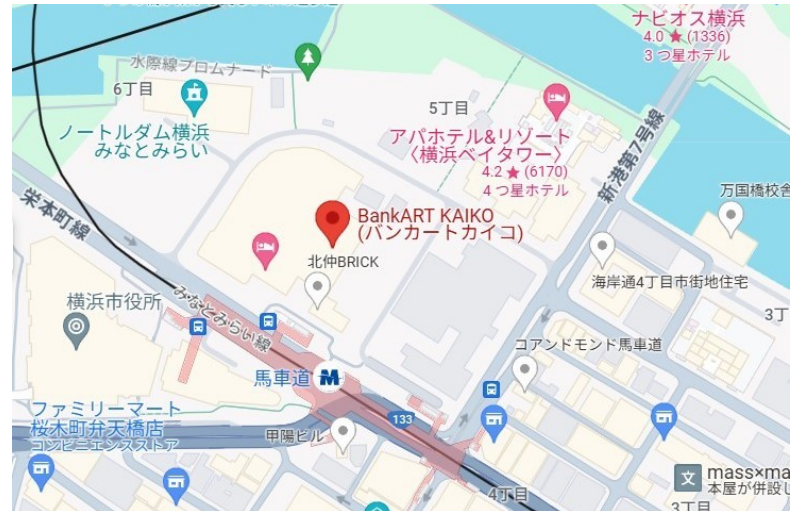 ナビオス横浜
4.0 ★ (1336)
3 つ星ホテル
水際線プロムナード
6丁目
5丁目
ノートルダム横浜
みなとみらい
アパホテル&リゾート
〈横浜ベイタワー〉
4.2 ★ (6170)
4 つ星ホテル
新港第7号線
万国橋校舎
栄本町線
BankART KAIKO
(バンカートカイコ)
北仲BRICK
海岸通4丁目市街地住宅
みなとみらい線
横浜市役所
3丁
コアンドモンド馬車道
馬車道
133
ファミリーマート
桜木町弁天橋店
コンビニエンスストア
甲陽ビル
文
mass×ma
本屋が併設し
4丁目
3丁目